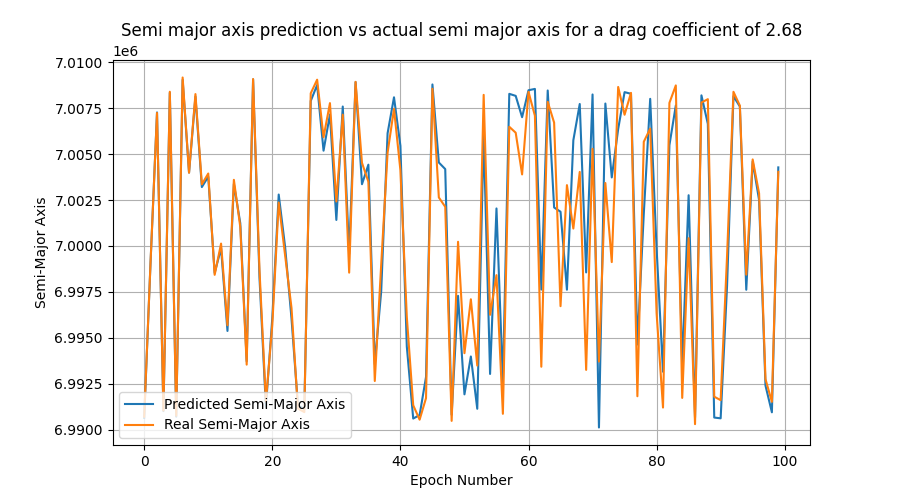 Semi major axis prediction vs actual semi major axis for a drag coefficient of 2.68
1e6
7.0100
7.0075
7.0050
7.0025
7.0000
6.9975
6.9950
6.9925
6.9900
Semi-Major Axis
Predicted Semi-Major Axis
Real Semi-Major Axis
0 20 40 60 80 100
Epoch Number